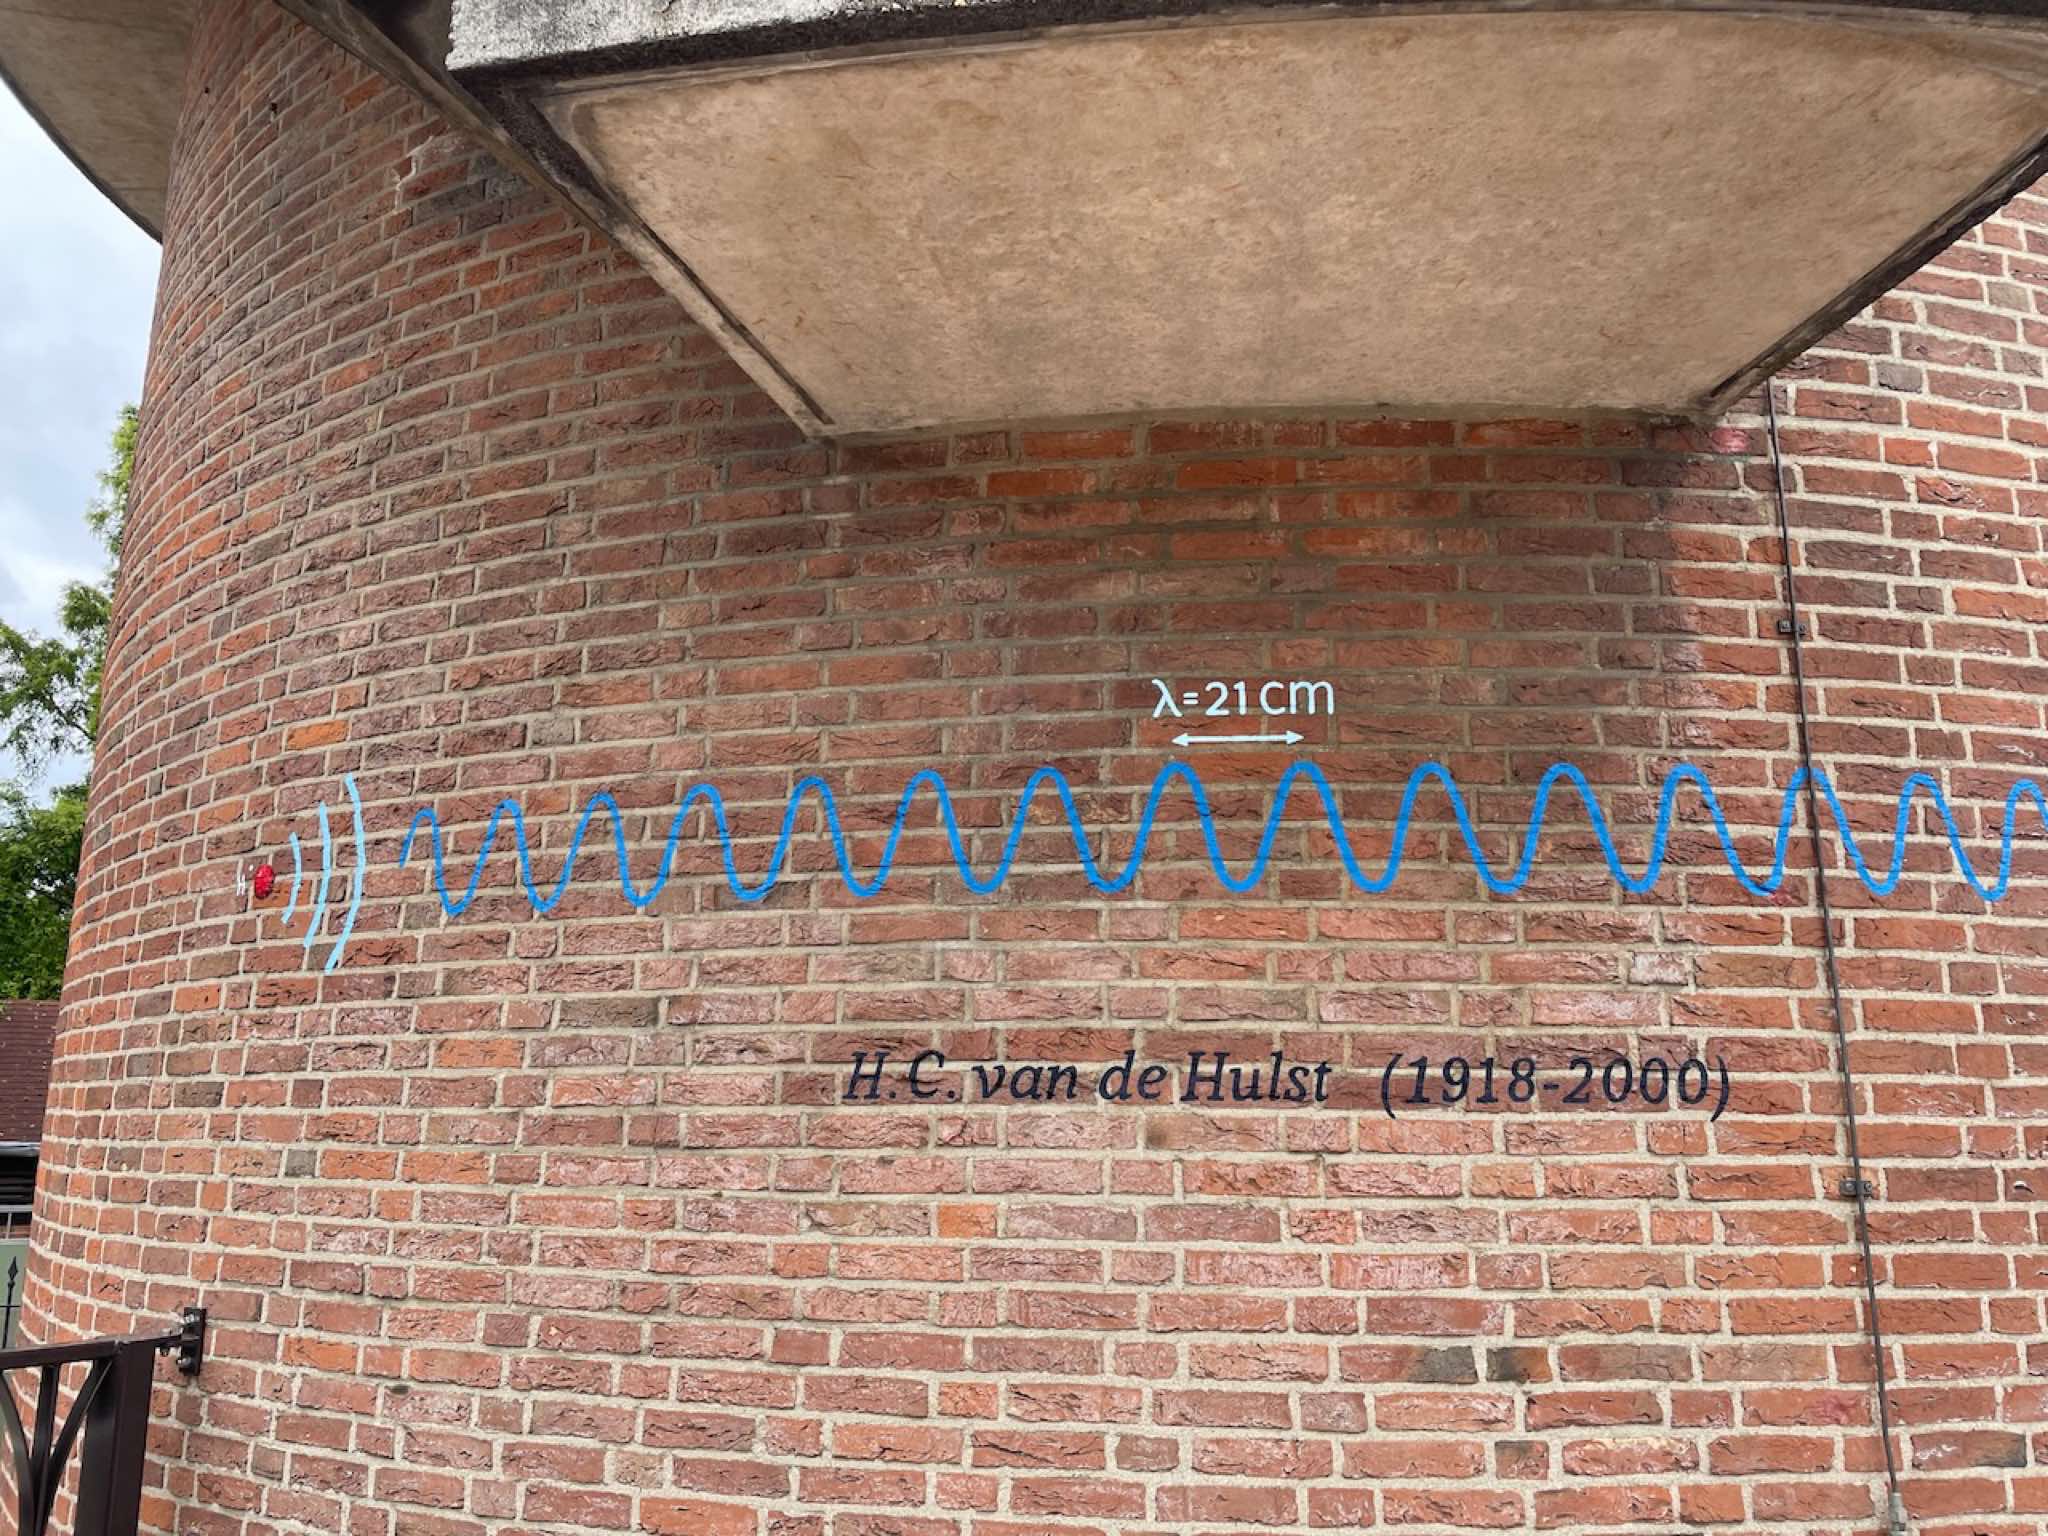 λ=21 cm
H
H.C. van de Hulst (1918-2000)